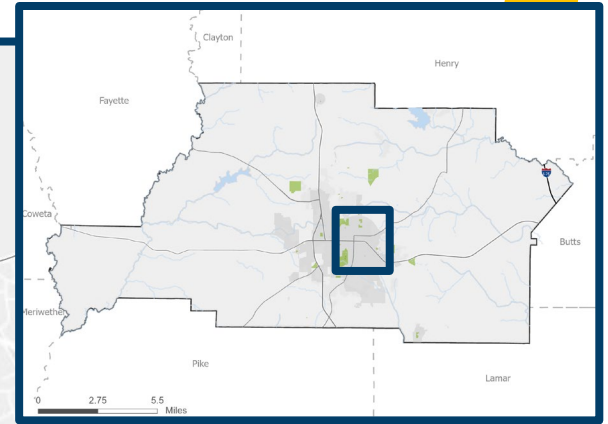 Clayton
Henry
Fayette
Coweta
Butts
Meriwether
Pike
Lamar
0 2.75 5.5
Miles